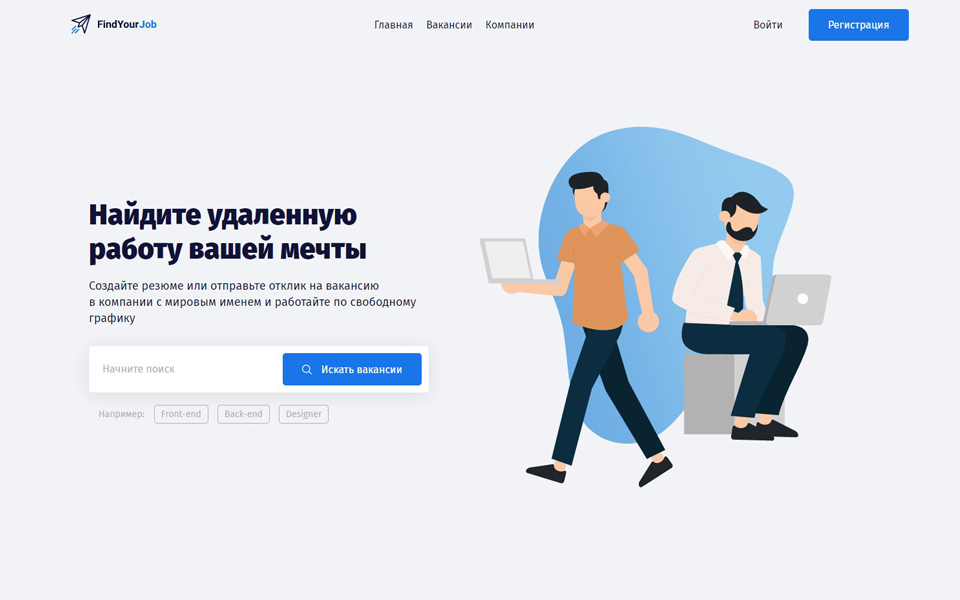 FindYourJob
Главная Вакансии Компании
Войти
Регистрация
Найдите удаленную
работу вашей мечты
Создайте резюме или отправьте отклик на вакансию
в компании с мировым именем и работайте по свободному
графику
Начните поиск
Искать вакансии
Например: Front-end Back-end Designer